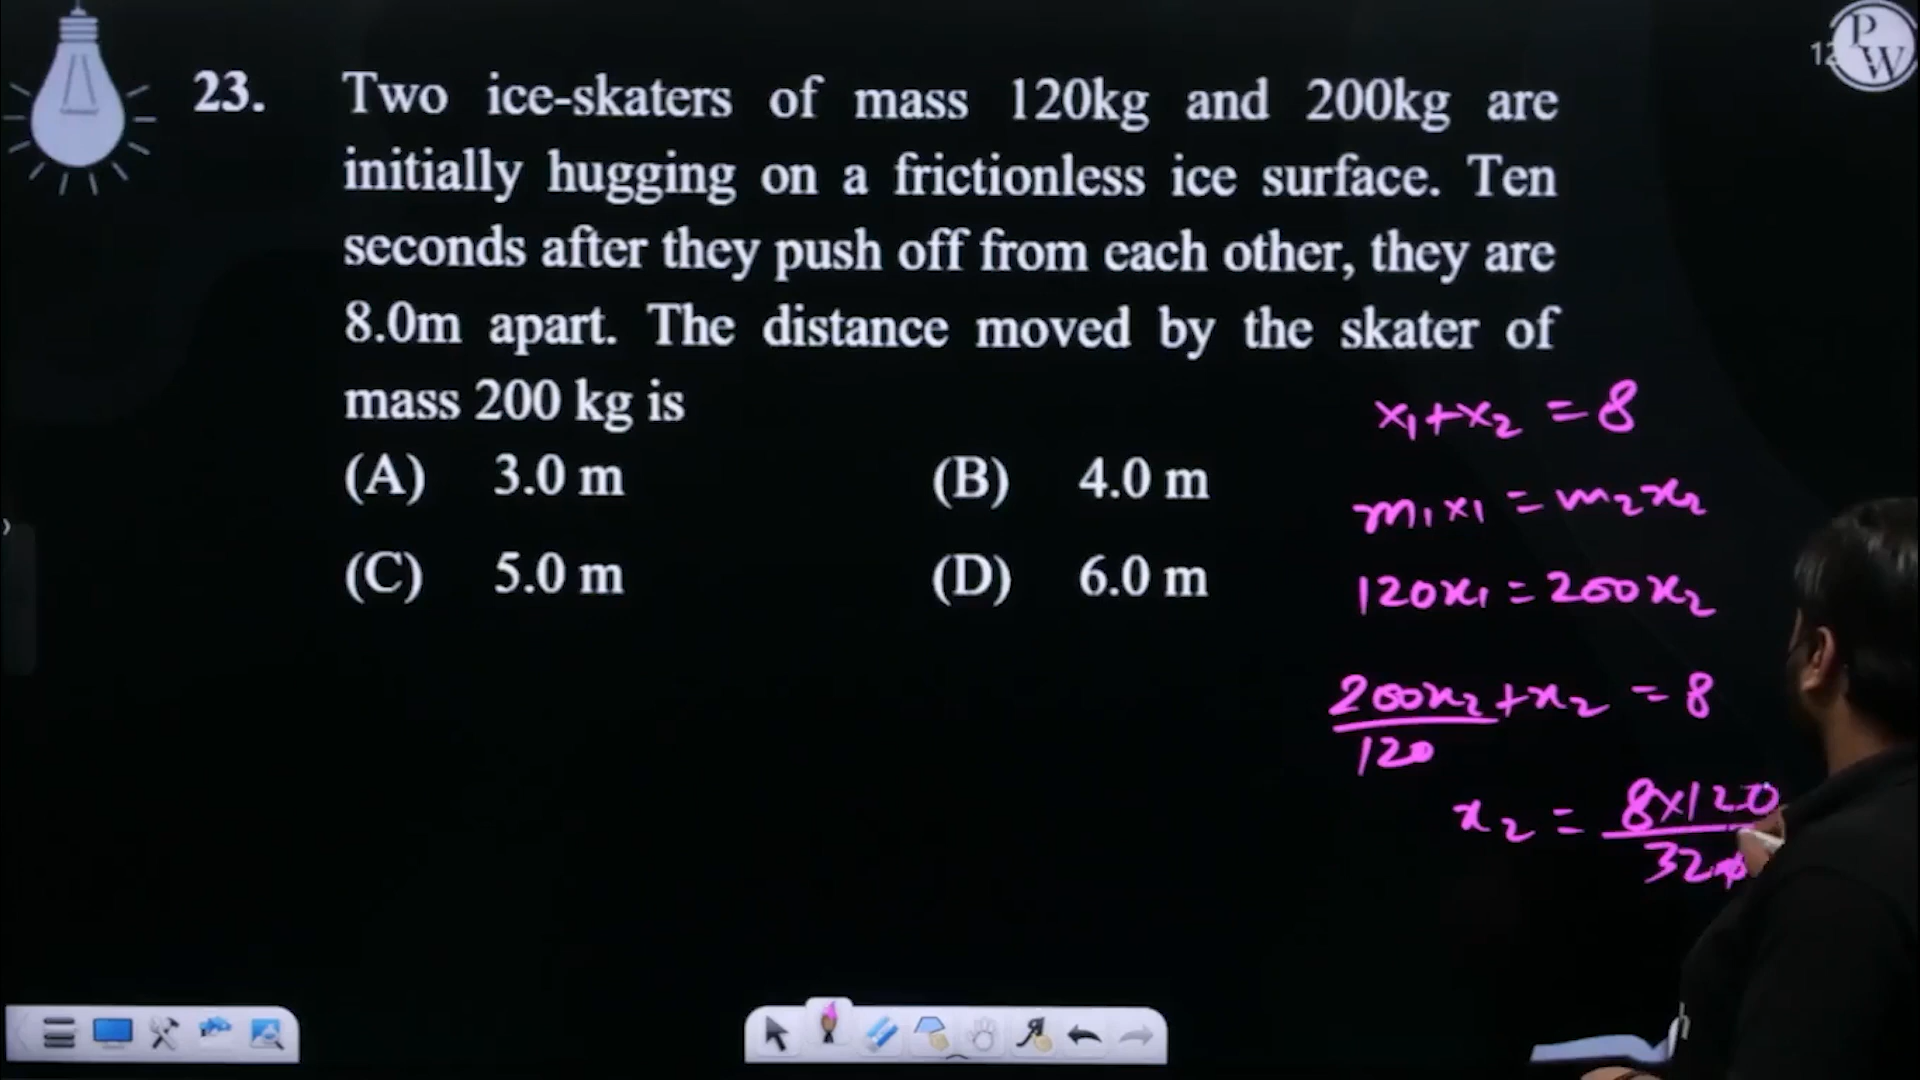 PW
23. Two ice-skaters of mass 120kg and 200kg are
initially hugging on a frictionless ice surface. Ten
seconds after they push off from each other, they are
8.0m apart. The distance moved by the skater of
mass 200 kg is
(A) 3.0 m (B) 4.0 m
(C) 5.0 m (D) 6.0 m
x₁+x₂ = 8
m₁x₁ = m₂x₂
120x₁ = 200x₂
200x₂/120 + x₂ = 8
x₂ = 8×120/320